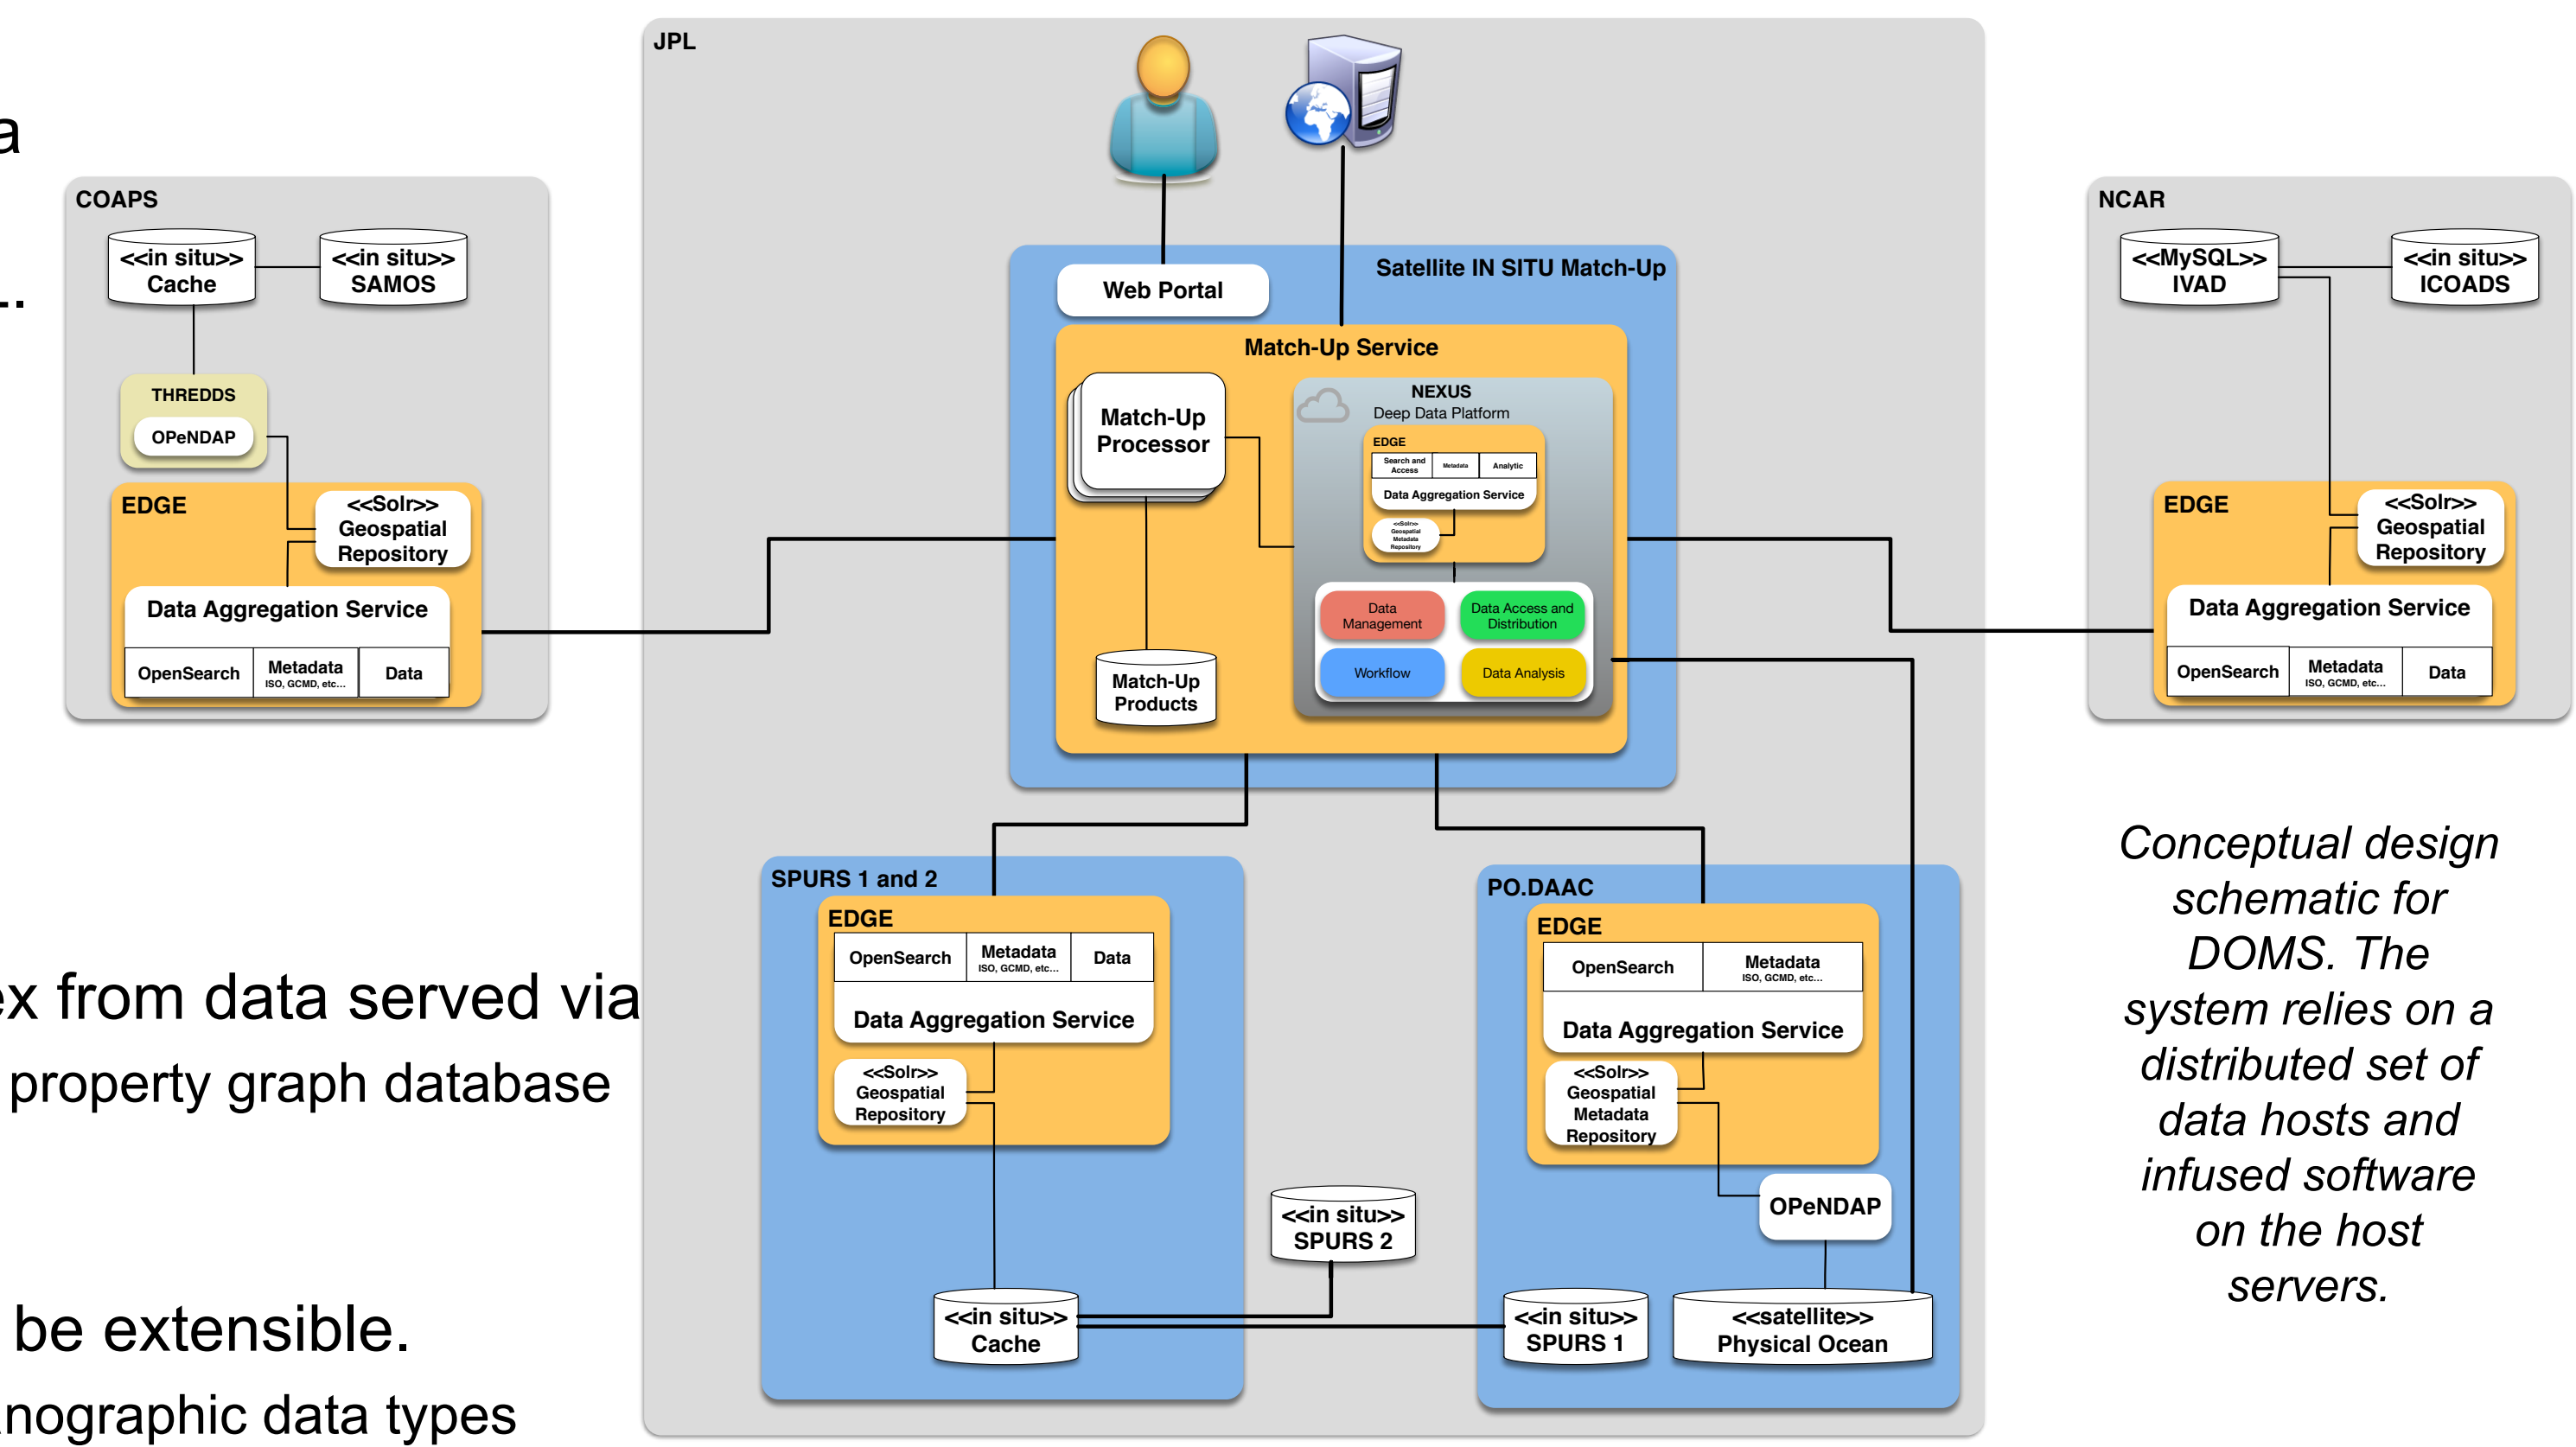 a
..
ex from data served via
property graph database
be extensible.
anographic data types
COAPS
<<in situ>>
Cache
<<in situ>>
SAMOS
THREDDS
OPeNDAP
EDGE
<<Solr>>
Geospatial
Repository
Data Aggregation Service
OpenSearch
Metadata
ISO, GCMD, etc...
Data
JPL
Satellite IN SITU Match-Up
Web Portal
Match-Up Service
Match-Up
Processor
Match-Up
Products
NEXUS
Deep Data Platform
EDGE
Search and
Access
Metadata
Analytic
Data Aggregation Service
<<Solr>>
Geospatial
Metadata
Repository
Data
Management
Data Access and
Distribution
Workflow
Data Analysis
SPURS 1 and 2
EDGE
OpenSearch
Metadata
ISO, GCMD, etc...
Data
Data Aggregation Service
<<Solr>>
Geospatial
Repository
<<in situ>>
Cache
<<in situ>>
SPURS 2
PO.DAAC
EDGE
OpenSearch
Metadata
ISO, GCMD, etc...
Data Aggregation Service
<<Solr>>
Geospatial
Metadata
Repository
OPeNDAP
<<in situ>>
SPURS 1
<<satellite>>
Physical Ocean
NCAR
<<MySQL>>
IVAD
<<in situ>>
ICOADS
EDGE
<<Solr>>
Geospatial
Repository
Data Aggregation Service
OpenSearch
Metadata
ISO, GCMD, etc...
Data
Conceptual design
schematic for
DOMS. The
system relies on a
distributed set of
data hosts and
infused software
on the host
servers.